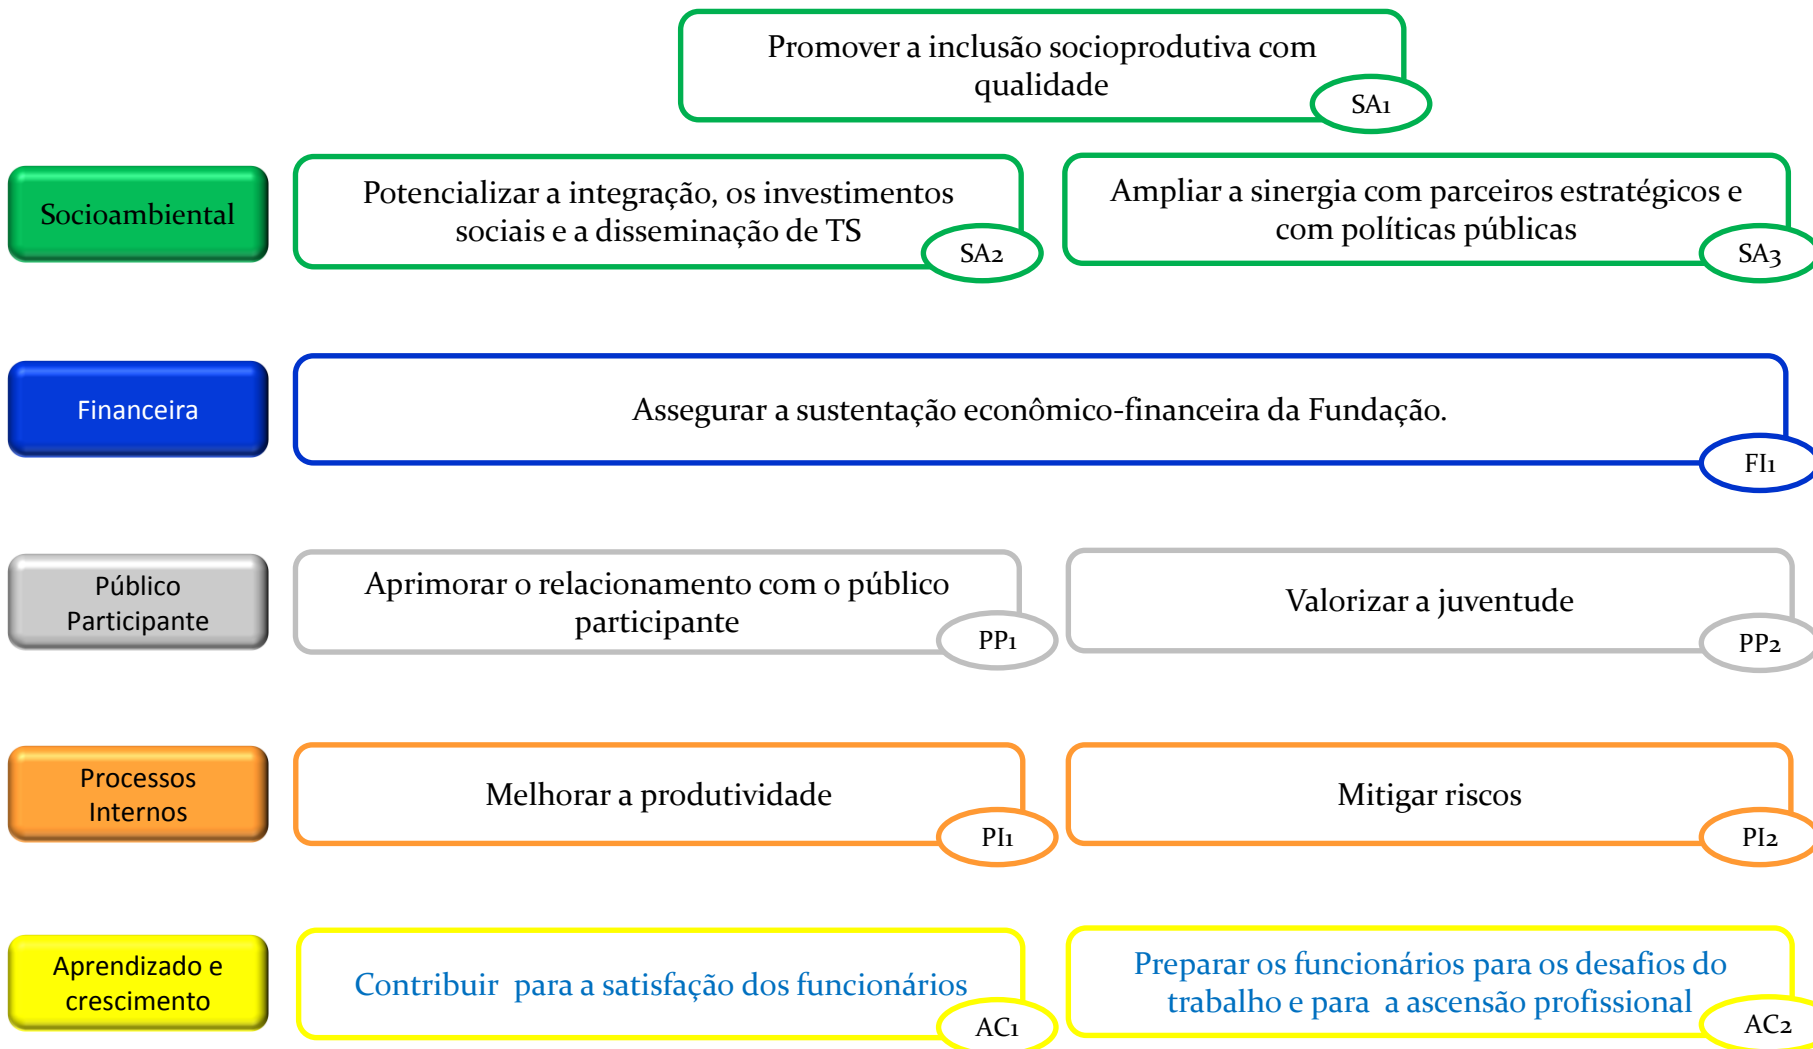 Promover a inclusão socioprodutiva com
qualidade
SA1
Socioambiental
Potencializar a integração, os investimentos
sociais e a disseminação de TS
SA2
Ampliar a sinergia com parceiros estratégicos e
com políticas públicas
SA3
Financeira
Assegurar a sustentação econômico-financeira da Fundação.
FI1
Público
Participante
Aprimorar o relacionamento com o público
participante
PP1
Valorizar a juventude
PP2
Processos
Internos
Melhorar a produtividade
PI1
Mitigar riscos
PI2
Aprendizado e
crescimento
Contribuir  para a satisfação dos funcionários
AC1
Preparar os funcionários para os desafios do
trabalho e para  a ascensão profissional
AC2